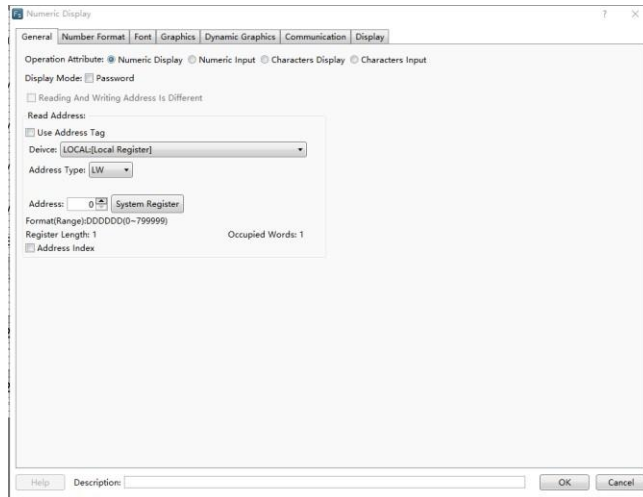 Numeric Display ? ×
General Number Format Font Graphics Dynamic Graphics Communication Display
Operation Attribute: Numeric Display Numeric Input Characters Display Characters Input
Display Mode: Password
Reading And Writing Address Is Different
Read Address:
Use Address Tag
Deivce: LOCAL:[Local Register]
Address Type: LW
Address: 0 System Register
Format(Range):DDDDDD(0~799999)
Register Length: 1 Occupied Words: 1
Address Index
Help Description: OK Cancel